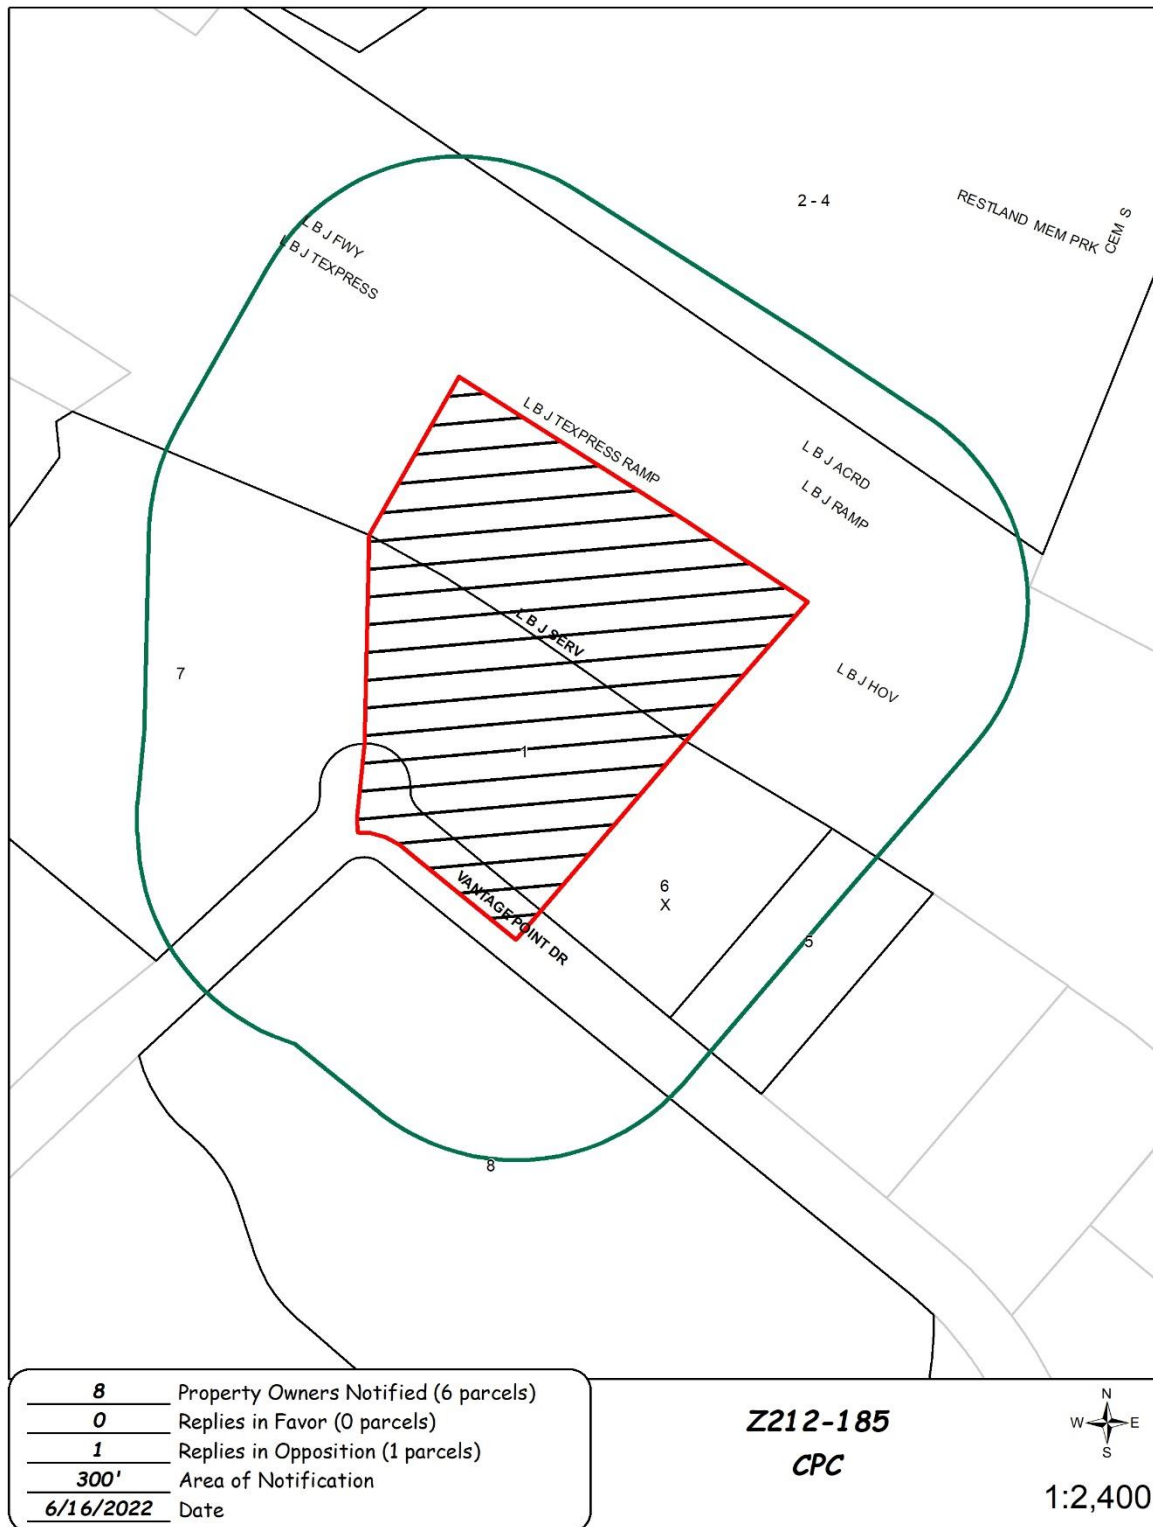 2 - 4
RESTLAND MEM PRK
CEM S
L B J FWY
L B J TEXPRESS
L B J TEXPRESS RAMP
L B J ACRD
L B J RAMP
L B J SERV
L B J HOV
7
1
6
X
VANTAGE POINT DR
5
8
8 Property Owners Notified (6 parcels)
0 Replies in Favor (0 parcels)
1 Replies in Opposition (1 parcels)
300' Area of Notification
6/16/2022 Date
Z212-185
CPC
N
W E
S
1:2,400